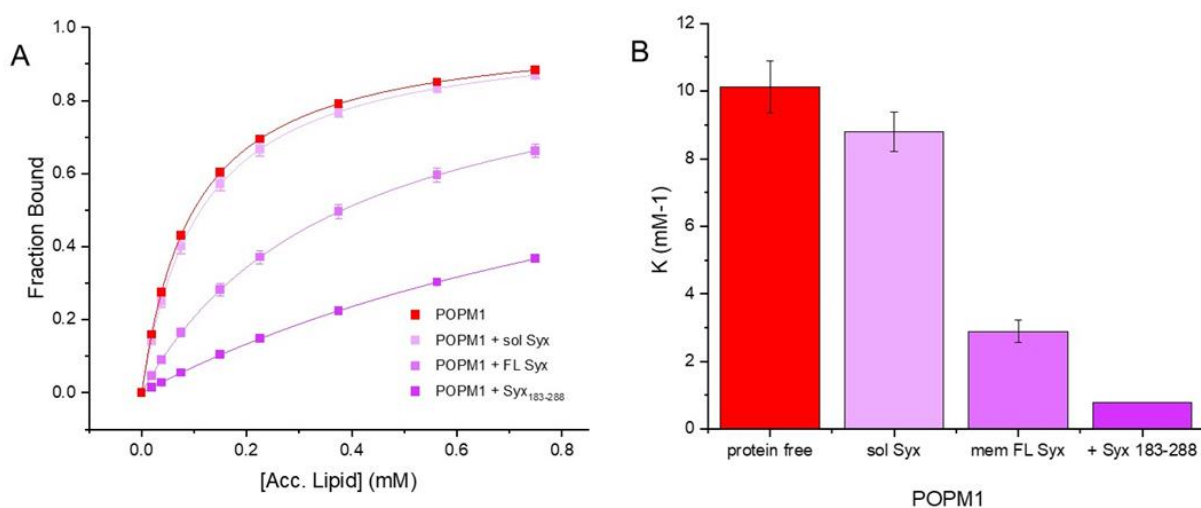 A
1.0
0.8
0.6
0.4
0.2
0.0
Fraction Bound
0.0 0.2 0.4 0.6 0.8
[Acc. Lipid] (mM)
POPM1
POPM1 + sol Syx
POPM1 + FL Syx
POPM1 + Syx183-288
B
12
10
8
6
4
2
0
K (mM-1)
protein free sol Syx mem FL Syx + Syx 183-288
POPM1